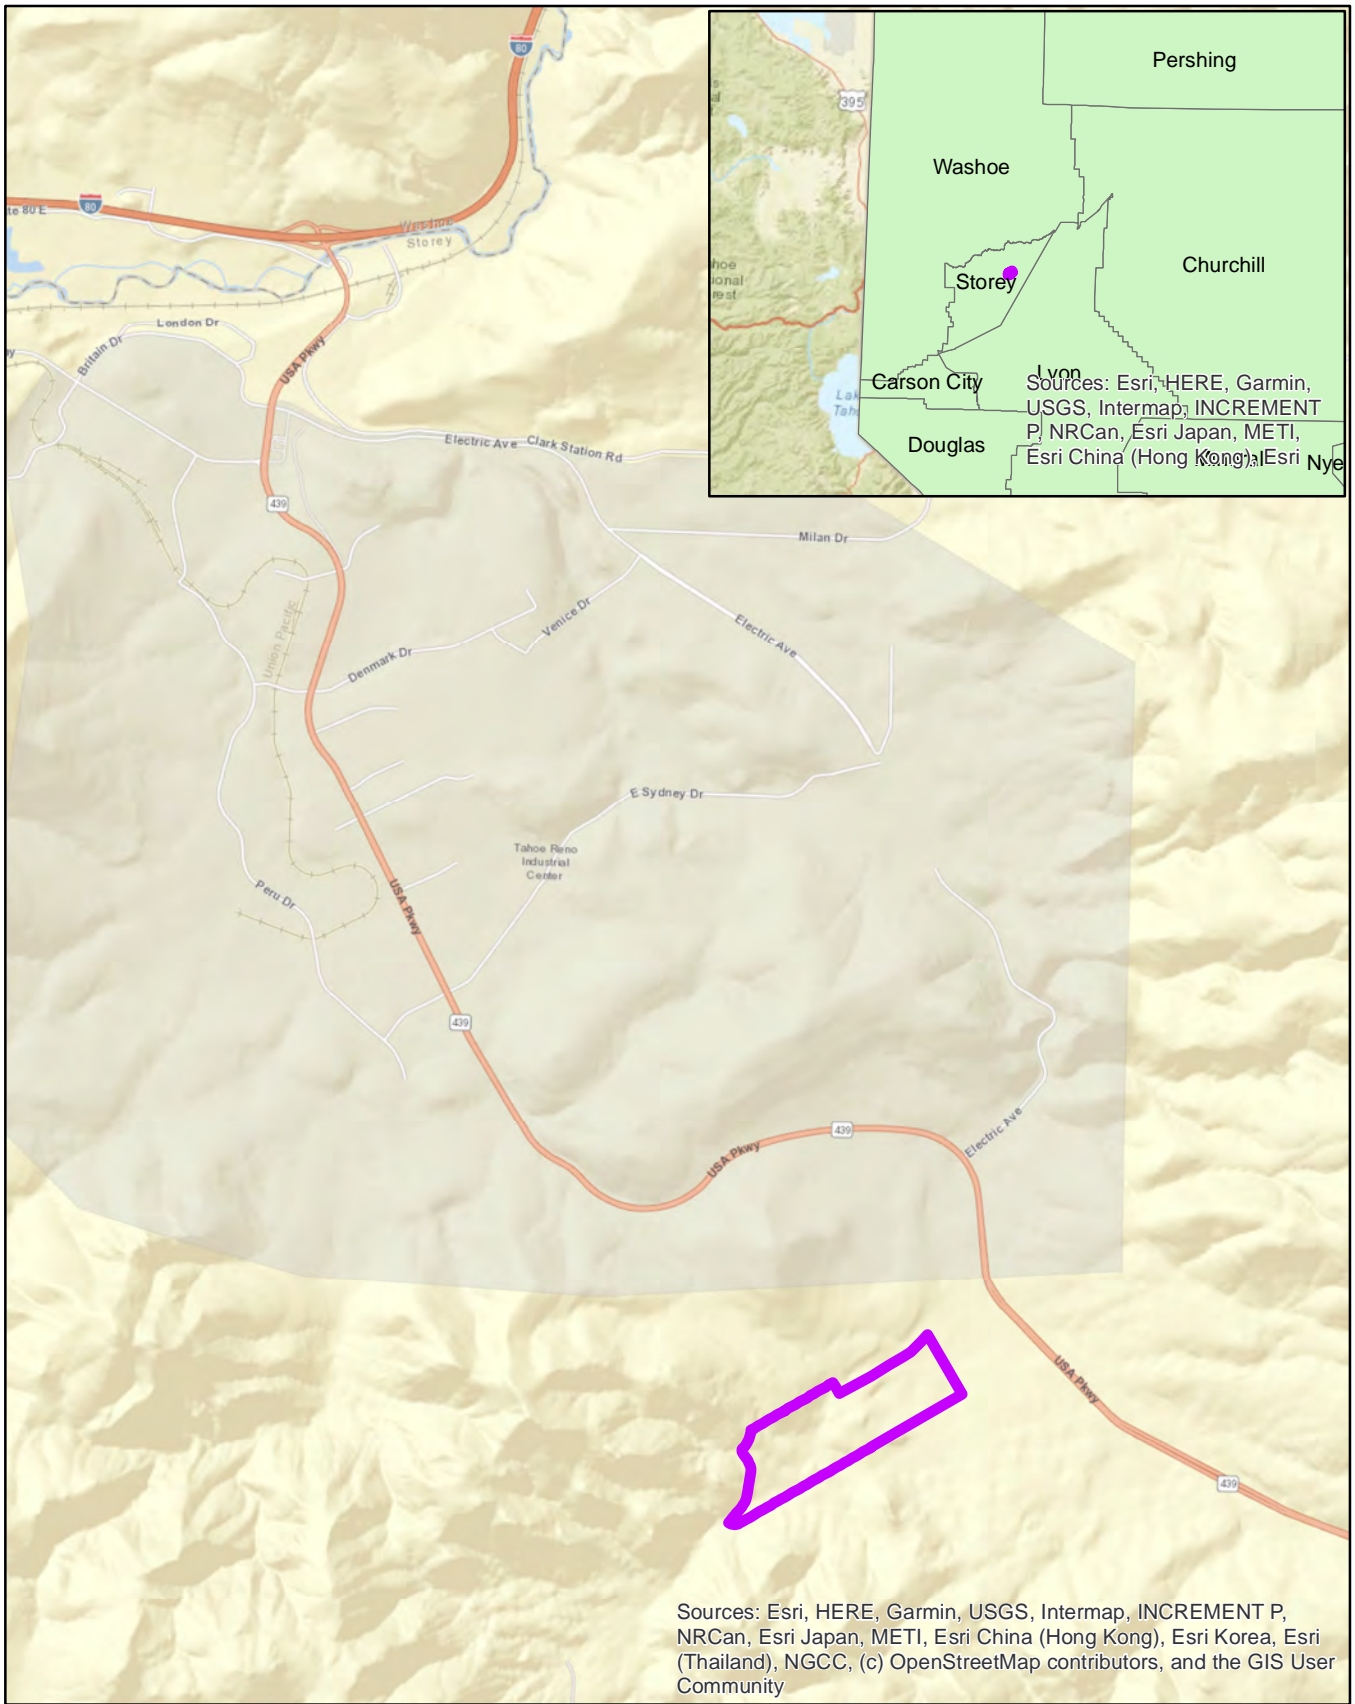 80
395
Pershing
Washoe
Churchill
Storey
Carson City
Lyon
Douglas
Nye
Sources: Esri, HERE, Garmin,
USGS, Intermap, INCREMENT
P, NRCan, Esri Japan, METI,
Esri China (Hong Kong), Esri
80
Washoe
Storey
London Dr
Britain Dr
USA Pkwy
Electric Ave
Clark Station Rd
439
Milan Dr
Union Pacific
Venice Dr
Denmark Dr
Electric Ave
E Sydney Dr
Tahoe Reno
Industrial
Center
Peru Dr
USA Pkwy
439
439
USA Pkwy
Electric Ave
USA Pkwy
439
Sources: Esri, HERE, Garmin, USGS, Intermap, INCREMENT P,
NRCan, Esri Japan, METI, Esri China (Hong Kong), Esri Korea, Esri
(Thailand), NGCC, (c) OpenStreetMap contributors, and the GIS User
Community